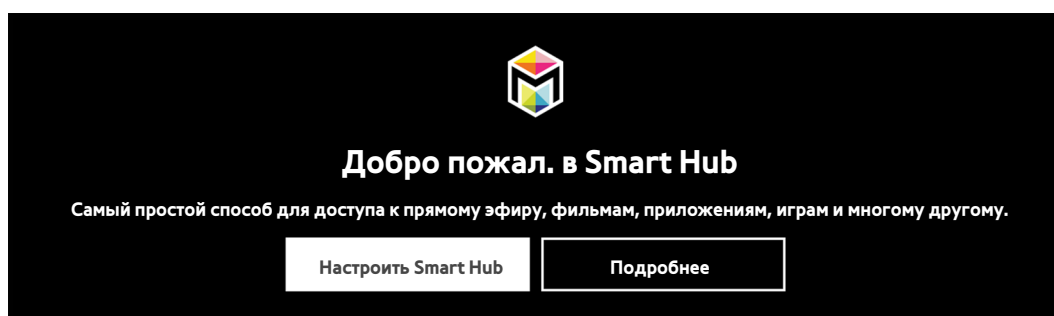 Добро пожал. в Smart Hub
Самый простой способ для доступа к прямому эфиру, фильмам, приложениям, играм и многому другому.
Настроить Smart Hub
Подробнее